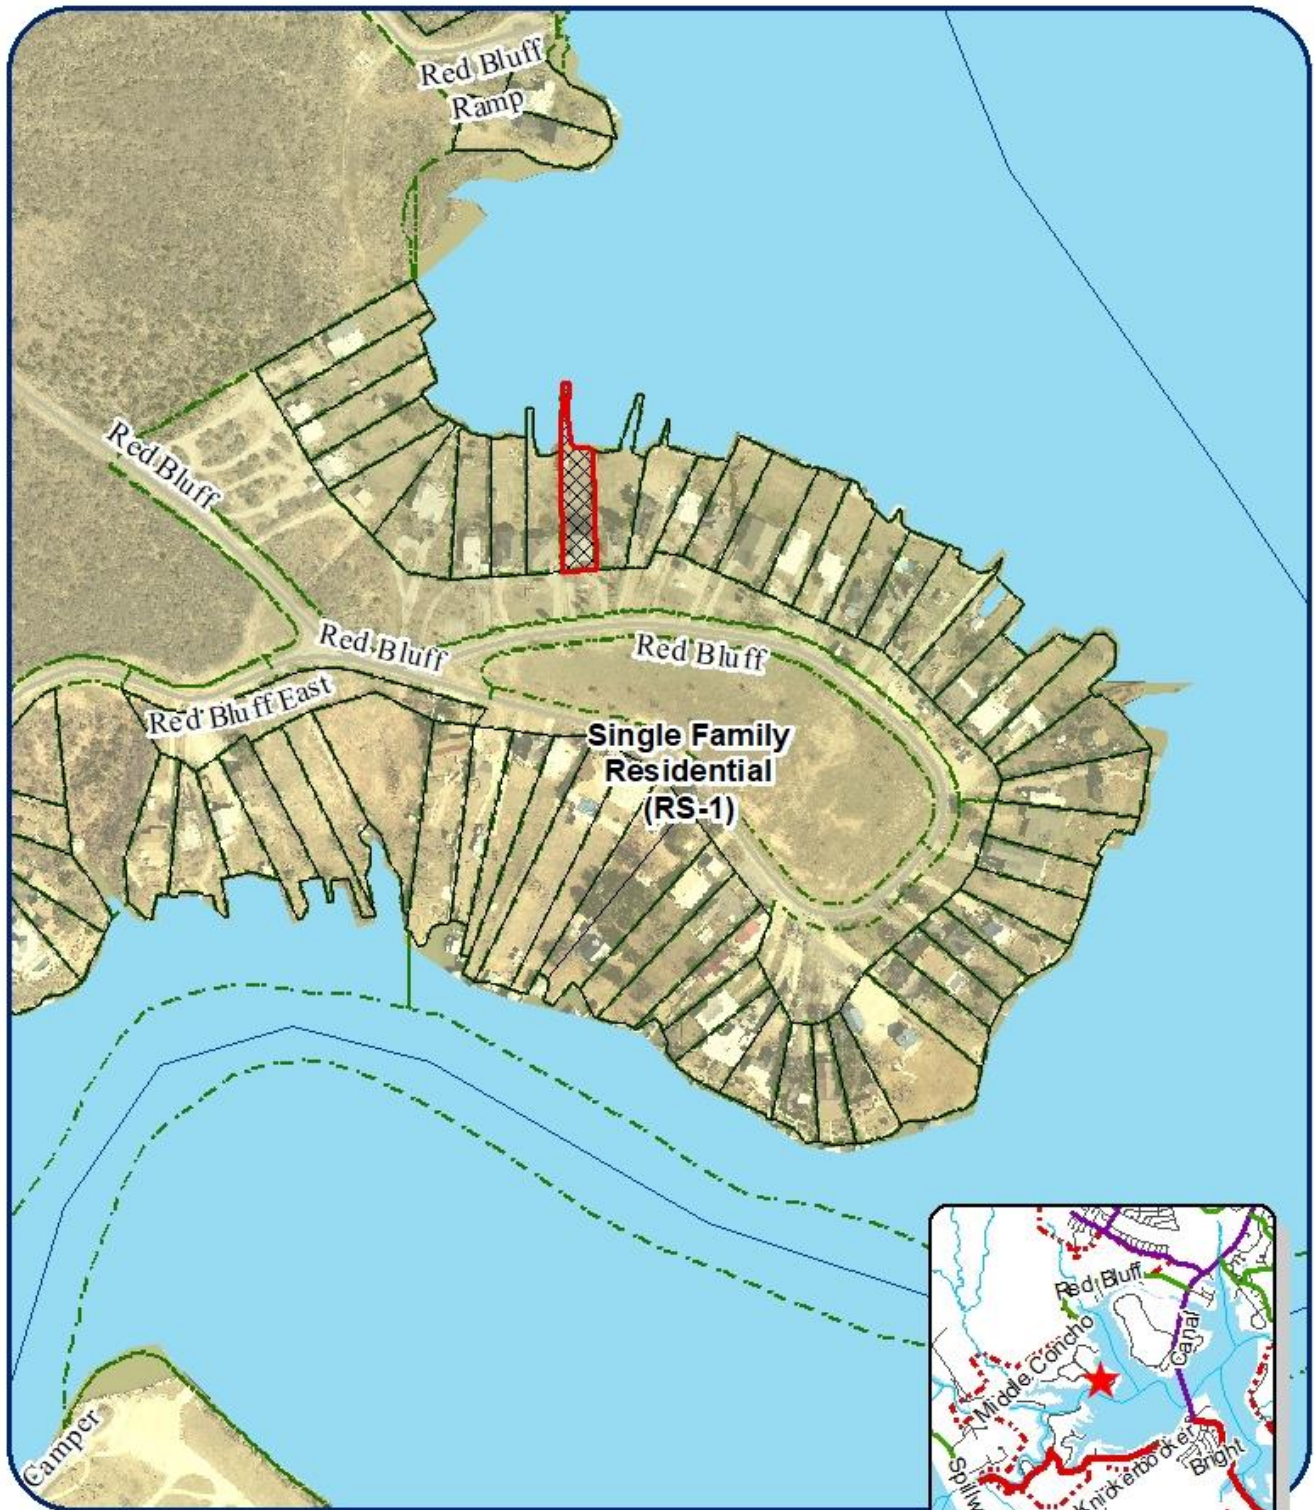 Red Bluff
Ramp
Red Bluff
Red Bluff
Red Bluff
Red Bluff East
Single Family
Residential
(RS-1)
Camper
Red Bluff
Canal
Middle Concho
Knickerbocker
Bright
Spillw